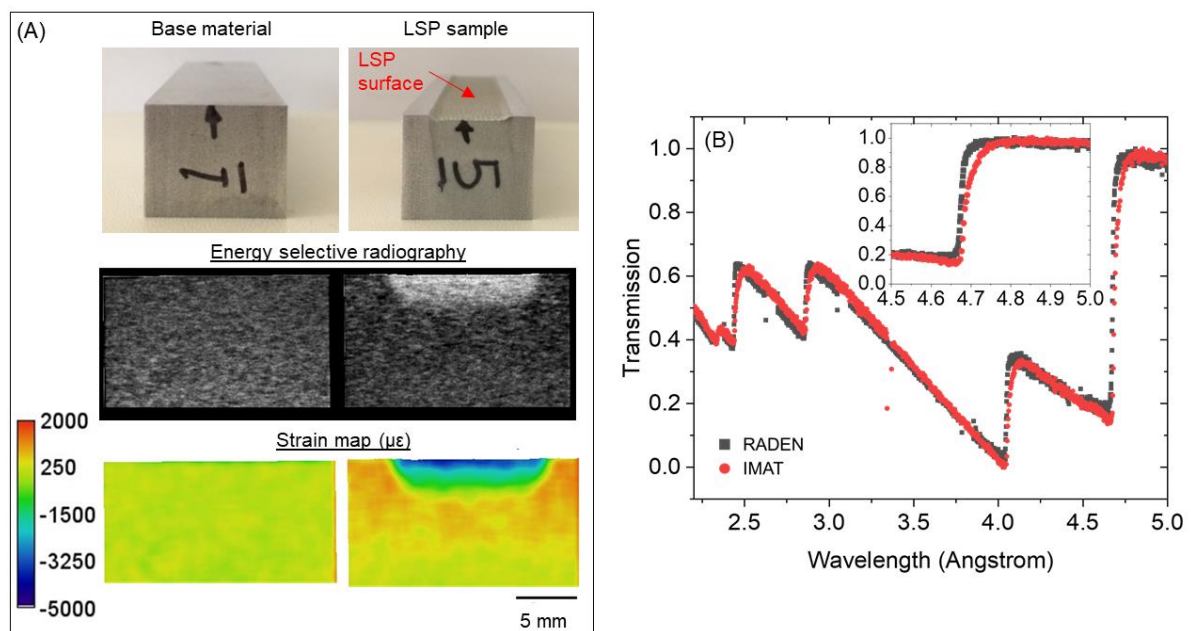 (A)
Base material
LSP sample
LSP
surface
1
5
Energy selective radiography
Strain map (με)
2000
250
-1500
-3250
-5000
5 mm
(B)
Transmission
1.0
0.8
0.6
0.4
0.2
0.0
2.5 3.0 3.5 4.0 4.5 5.0
Wavelength (Angstrom)
RADEN
IMAT
1.0
0.8
0.6
0.4
0.2
0.0
4.5 4.6 4.7 4.8 4.9 5.0